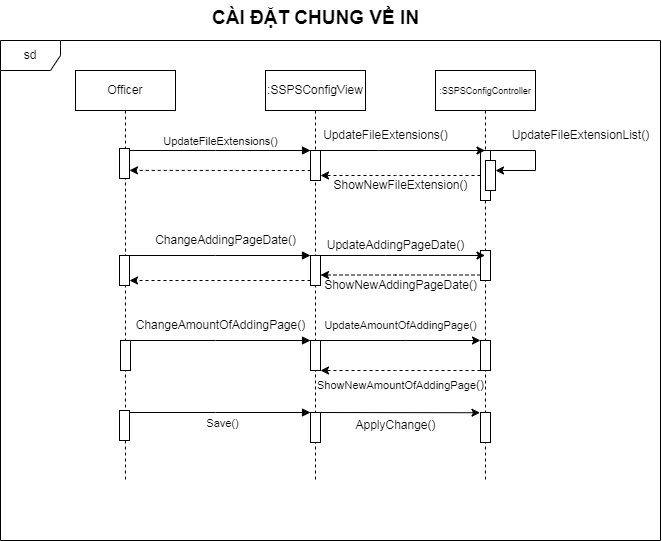 CÀI ĐẶT CHUNG VỀ IN
sd
Officer
:SSPSConfigView
:SSPSConfigController
UpdateFileExtensions()
UpdateFileExtensions()
UpdateFileExtensionList()
ShowNewFileExtension()
ChangeAddingPageDate()
UpdateAddingPageDate()
ShowNewAddingPageDate()
ChangeAmountOfAddingPage()
UpdateAmountOfAddingPage()
ShowNewAmountOfAddingPage()
Save()
ApplyChange()